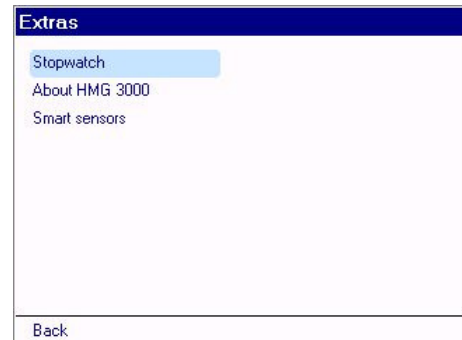 Extras
Stopwatch
About HMG 3000
Smart sensors
Back